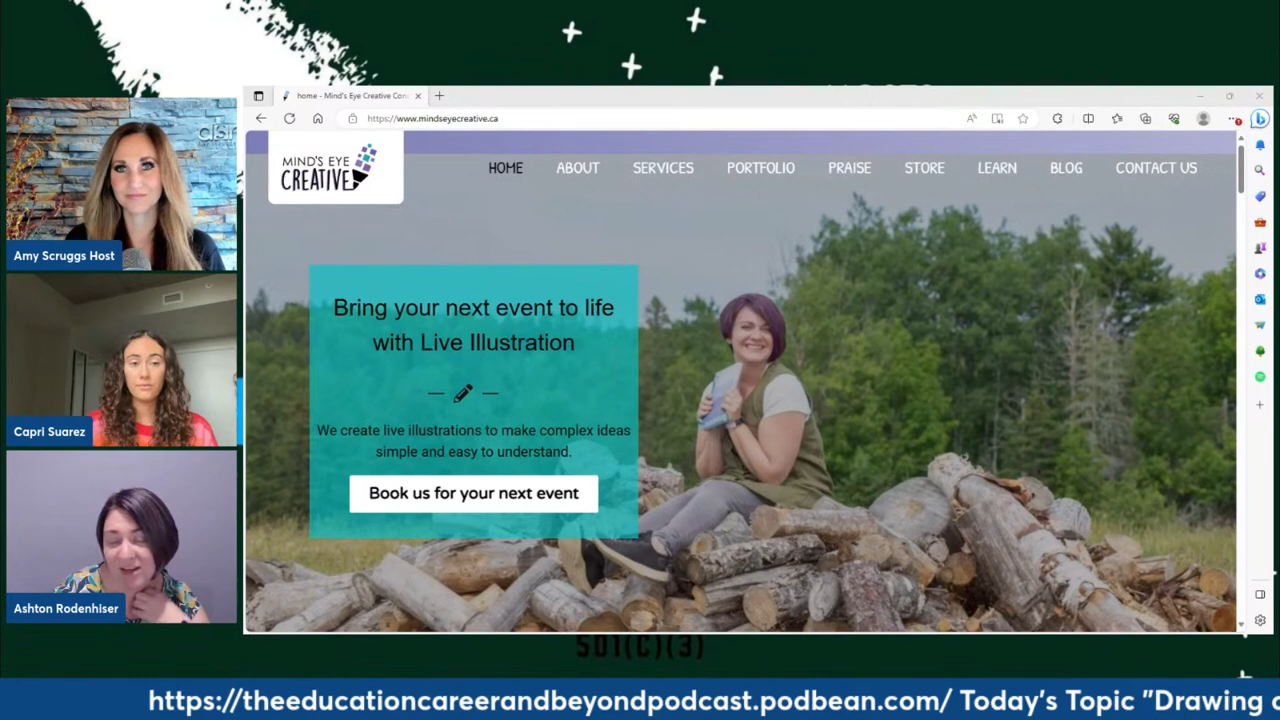 Amy Scruggs Host
Capri Suarez
Ashton Rodenhiser
home - Mind's Eye Creative Con
https://www.mindseyecreative.ca
MIND'S EYE
CREATIVE
HOME ABOUT SERVICES PORTFOLIO PRAISE STORE LEARN BLOG CONTACT US
Bring your next event to life
with Live Illustration
We create live illustrations to make complex ideas
simple and easy to understand.
Book us for your next event
501(C)(3)
https://theeducationcareerandbeyondpodcast.podbean.com/ Today's Topic "Drawing